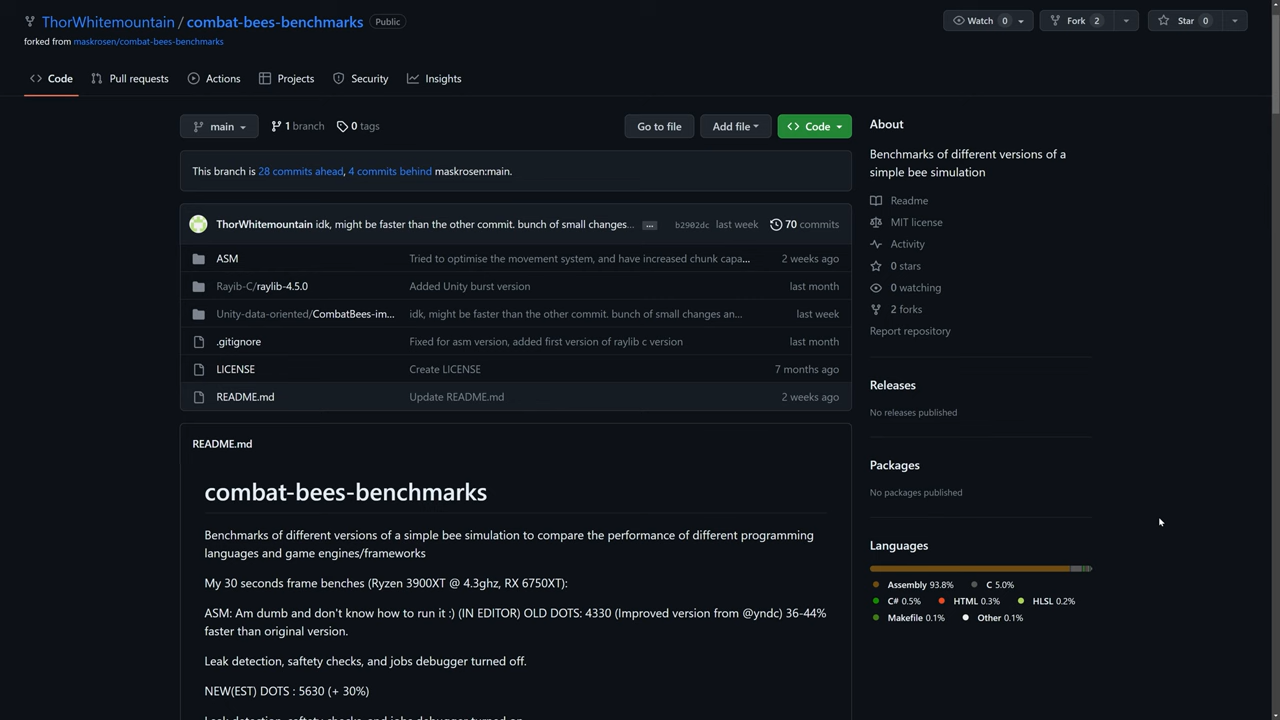 ThorWhitemountain / combat-bees-benchmarks Public
Watch 0
Fork 2
Star 0
forked from maskrosen/combat-bees-benchmarks
Code
Pull requests
Actions
Projects
Security
Insights
main
1 branch
0 tags
Go to file
Add file
Code
This branch is 28 commits ahead, 4 commits behind maskrosen:main.
ThorWhitemountain idk, might be faster than the other commit. bunch of small changes... ... b2902dc last week 70 commits
ASM Tried to optimise the movement system, and have increased chunk capa... 2 weeks ago
Rayib-C/raylib-4.5.0 Added Unity burst version last month
Unity-data-oriented/CombatBees-im... idk, might be faster than the other commit. bunch of small changes an... last week
.gitignore Fixed for asm version, added first version of raylib c version last month
LICENSE Create LICENSE 7 months ago
README.md Update README.md 2 weeks ago
README.md
combat-bees-benchmarks
Benchmarks of different versions of a simple bee simulation to compare the performance of different programming
languages and game engines/frameworks
My 30 seconds frame benches (Ryzen 3900XT @ 4.3ghz, RX 6750XT):
ASM: Am dumb and don't know how to run it :) (IN EDITOR) OLD DOTS: 4330 (Improved version from @yndc) 36-44%
faster than original version.
Leak detection, saftety checks, and jobs debugger turned off.
NEW(EST) DOTS : 5630 (+ 30%)
Leak detection, saftety checks, and jobs debugger turned on.
About
Benchmarks of different versions of a
simple bee simulation
Readme
MIT license
Activity
0 stars
0 watching
2 forks
Report repository
Releases
No releases published
Packages
No packages published
Languages
Assembly 93.8%
C 5.0%
C# 0.5%
HTML 0.3%
HLSL 0.2%
Makefile 0.1%
Other 0.1%